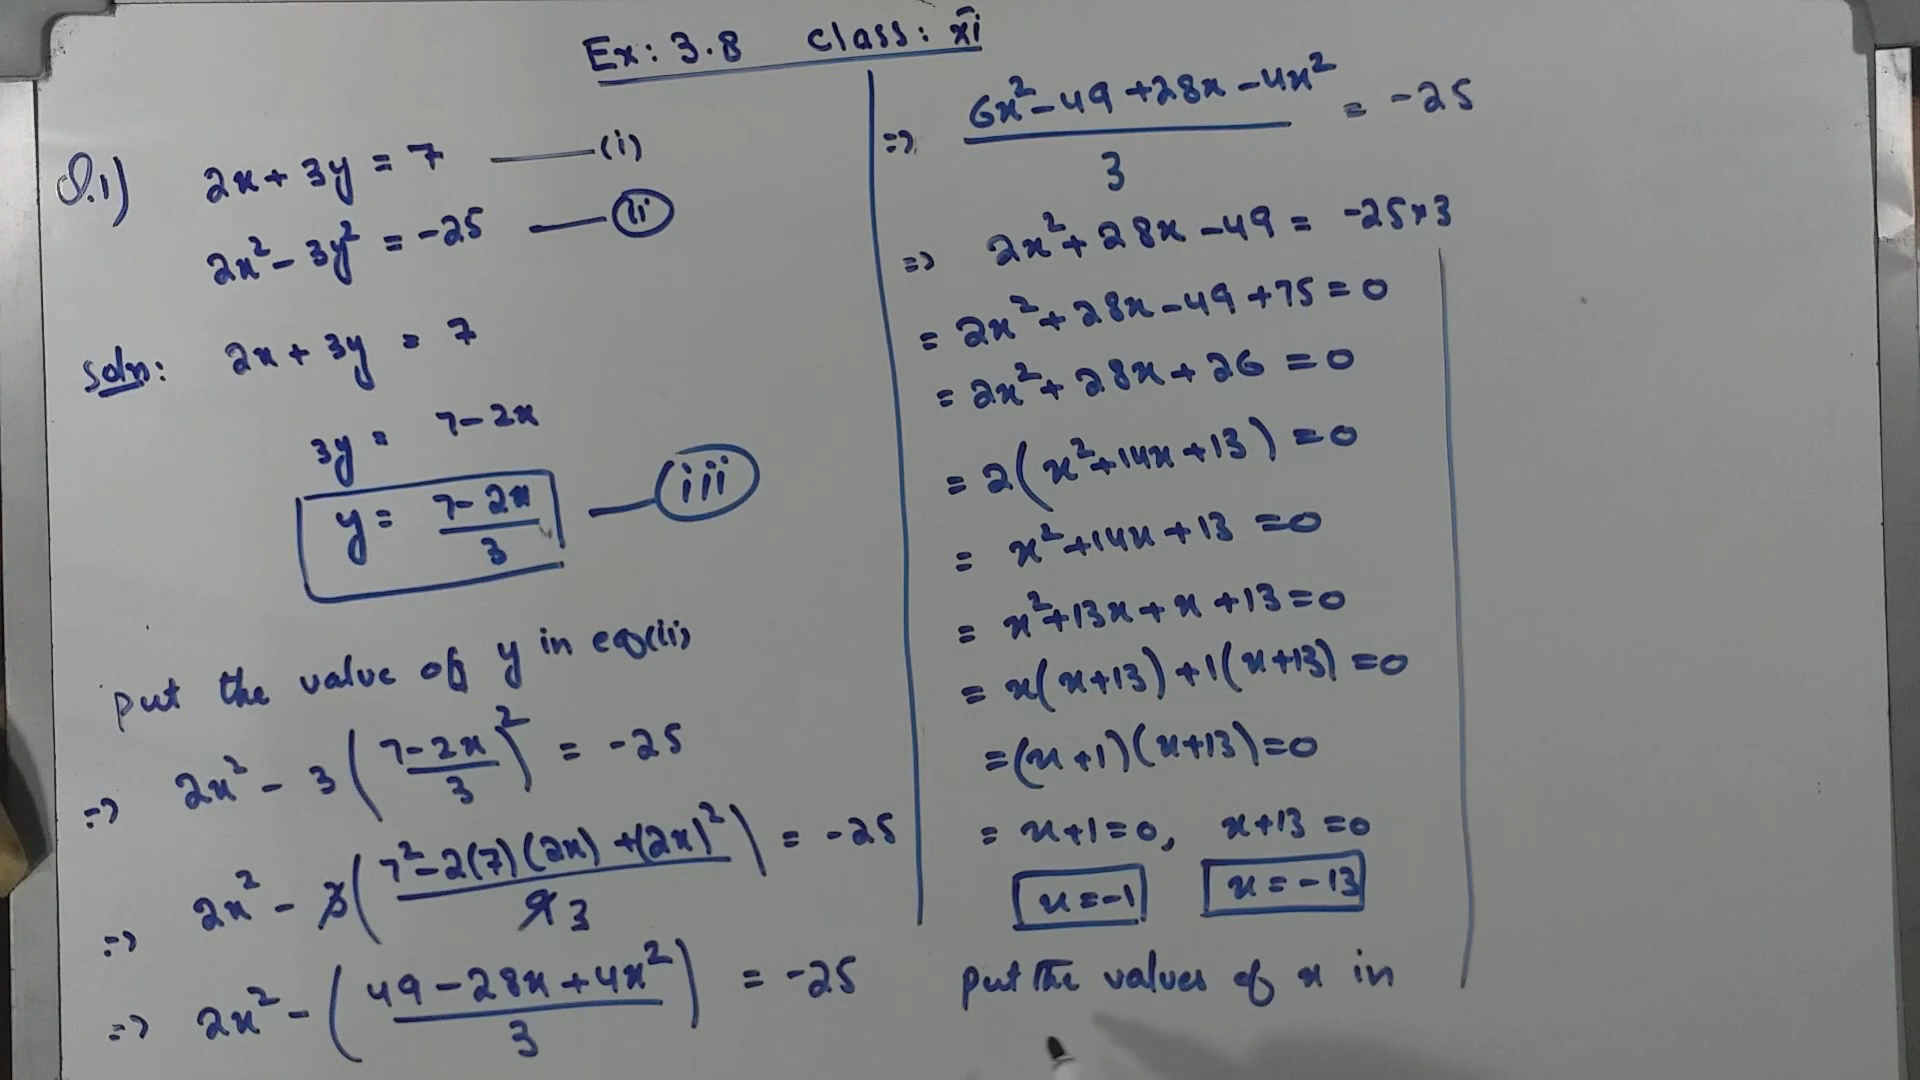 Ex: 3.8 class: xi
Q.1) 2x + 3y = 7 — (i)
2x² - 3y² = -25 — (ii)
Soln: 2x + 3y = 7
3y = 7 - 2x
y = (7 - 2x)/3 — (iii)
put the value of y in eq(ii)
=> 2x² - 3((7 - 2x)/3)² = -25
=> 2x² - 3((7² - 2(7)(2x) + (2x)²)/9 3) = -25
=> 2x² - ((49 - 28x + 4x²)/3) = -25
=> (6x² - 49 + 28x - 4x²)/3 = -25
=> 2x² + 28x - 49 = -25 × 3
= 2x² + 28x - 49 + 75 = 0
= 2x² + 28x + 26 = 0
= 2(x² + 14x + 13) = 0
= x² + 14x + 13 = 0
= x² + 13x + x + 13 = 0
= x(x + 13) + 1(x + 13) = 0
= (x + 1)(x + 13) = 0
= x + 1 = 0, x + 13 = 0
x = -1 x = -13
put the values of x in